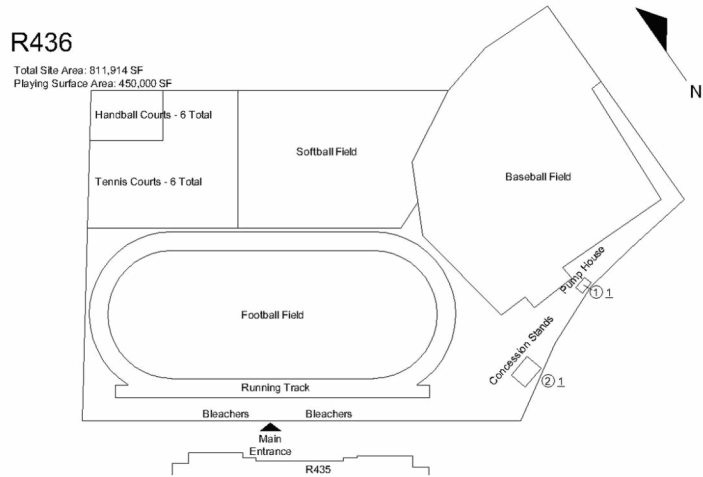 R436
Total Site Area: 811,914 SF
Playing Surface Area: 450,000 SF
N
Handball Courts - 6 Total
Softball Field
Tennis Courts - 6 Total
Baseball Field
Pump House
1 1
Football Field
Concession Stands
2 1
Running Track
Bleachers
Bleachers
Main
Entrance
R435